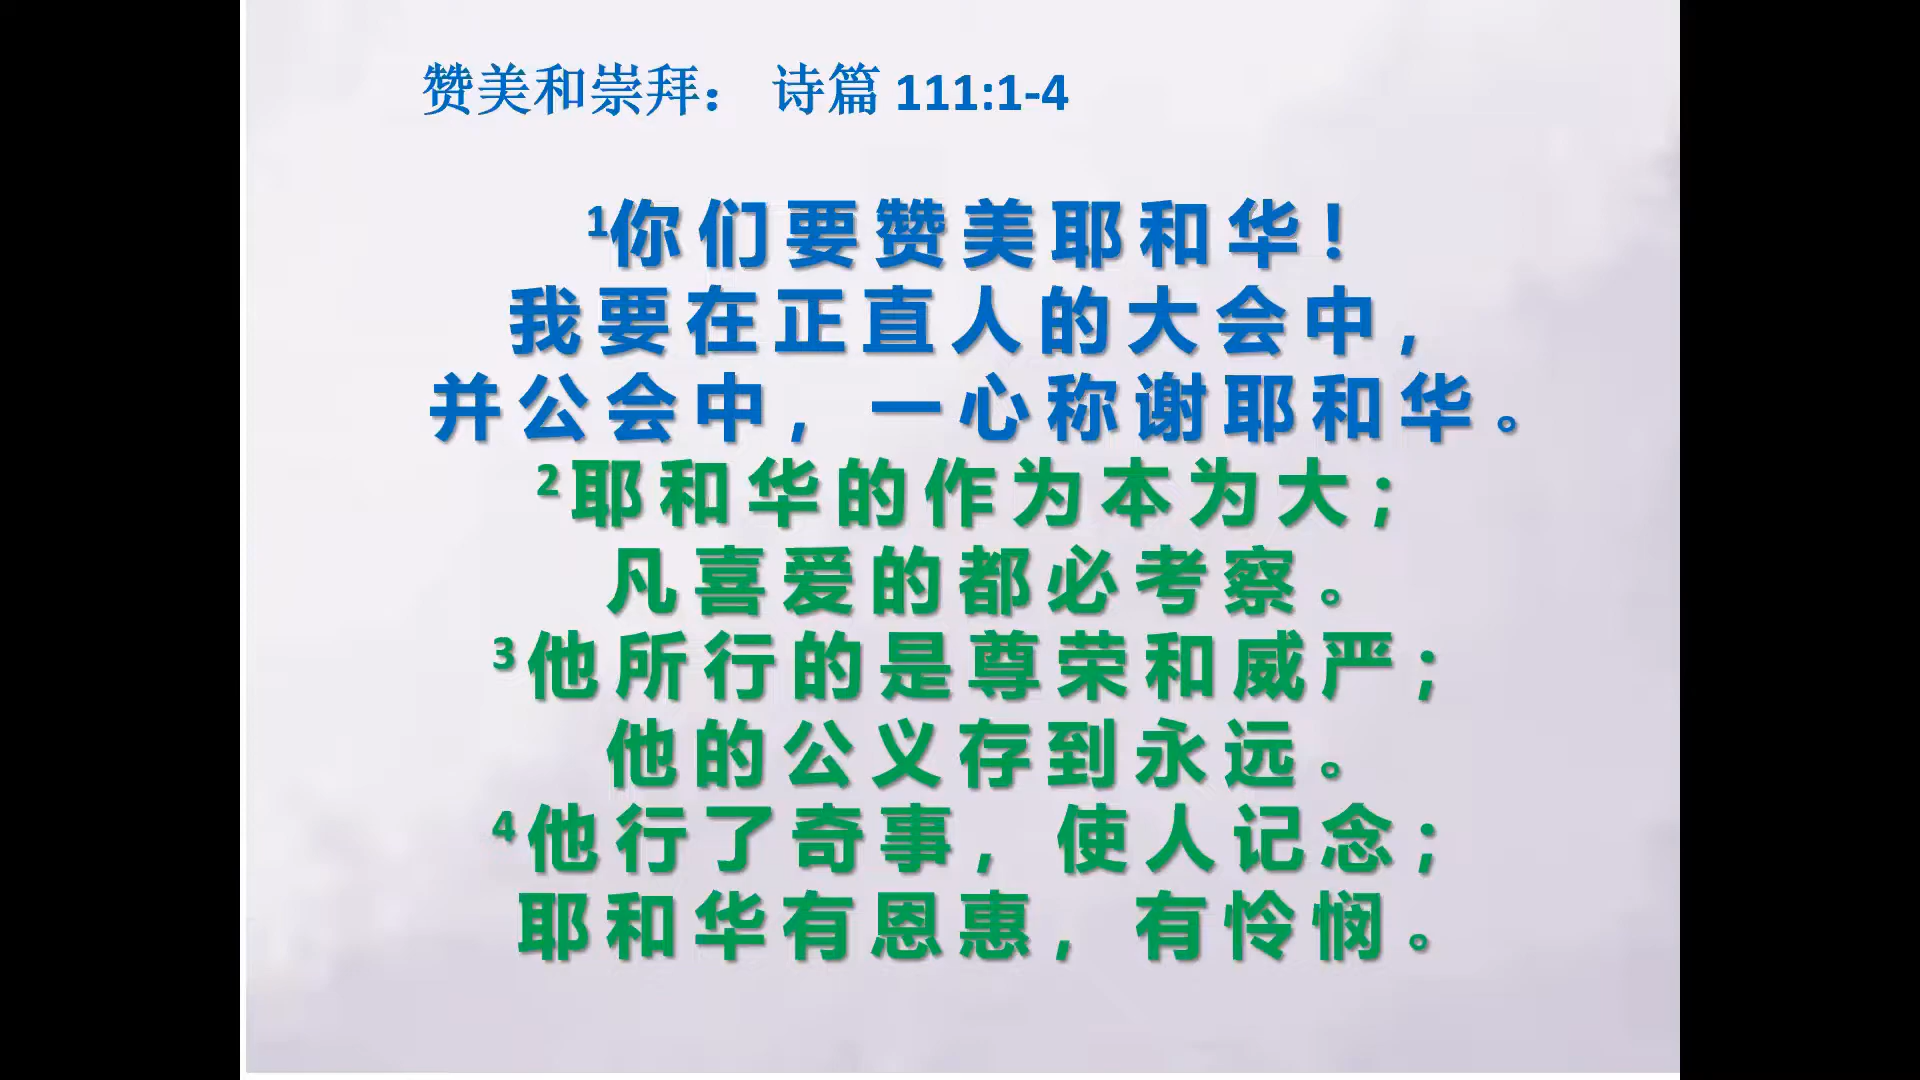 赞美和崇拜： 诗篇 111:1-4
1你们要赞美耶和华！
我要在正直人的大会中，
并公会中，一心称谢耶和华。
2耶和华的作为本为大；
凡喜爱的都必考察。
3他所行的是尊荣和威严；
他的公义存到永远。
4他行了奇事，使人记念；
耶和华有恩惠，有怜悯。